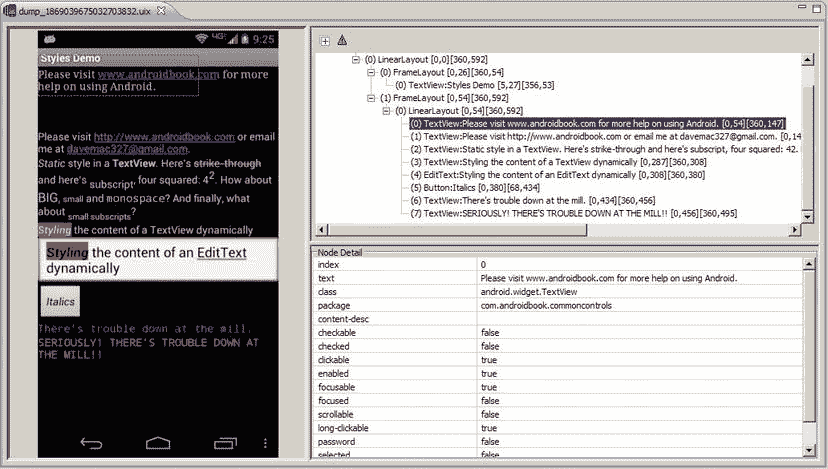 dump_1869039675032703832.uix
4G 9:25
Styles Demo
Please visit www.androidbook.com for more
help on using Android.
Please visit http://www.androidbook.com or email
me at davemac327@gmail.com.
Static style in a TextView. Here's strike-through
and here's subscript, four squared: 4². How about
BIG, small and monospace? And finally, what
about small subscripts?
Styling the content of a TextView dynamically
Styling the content of an EditText
dynamically
Italics
There's trouble down at the mill.
SERIOUSLY! THERE'S TROUBLE DOWN AT
THE MILL!!
(0) LinearLayout [0,0][360,592]
(0) FrameLayout [0,26][360,54]
(0) TextView:Styles Demo [5,27][356,53]
(1) FrameLayout [0,54][360,592]
(0) LinearLayout [0,54][360,592]
(0) TextView:Please visit www.androidbook.com for more help on using Android. [0,54][360,147]
(1) TextView:Please visit http://www.androidbook.com or email me at davemac327@gmail.com. [0,14
(2) TextView:Static style in a TextView. Here's strike-through and here's subscript, four squared: 42.
(3) TextView:Styling the content of a TextView dynamically [0,287][360,308]
(4) EditText:Styling the content of an EditText dynamically [0,308][360,380]
(5) Button:Italics [0,380][68,434]
(6) TextView:There's trouble down at the mill. [0,434][360,456]
(7) TextView:SERIOUSLY! THERE'S TROUBLE DOWN AT THE MILL!! [0,456][360,495]
Node Detail
index 0
text Please visit www.androidbook.com for more help on using Android.
class android.widget.TextView
package com.androidbook.commoncontrols
content-desc
checkable false
checked false
clickable true
enabled true
focusable true
focused false
scrollable false
long-clickable true
password false
selected false